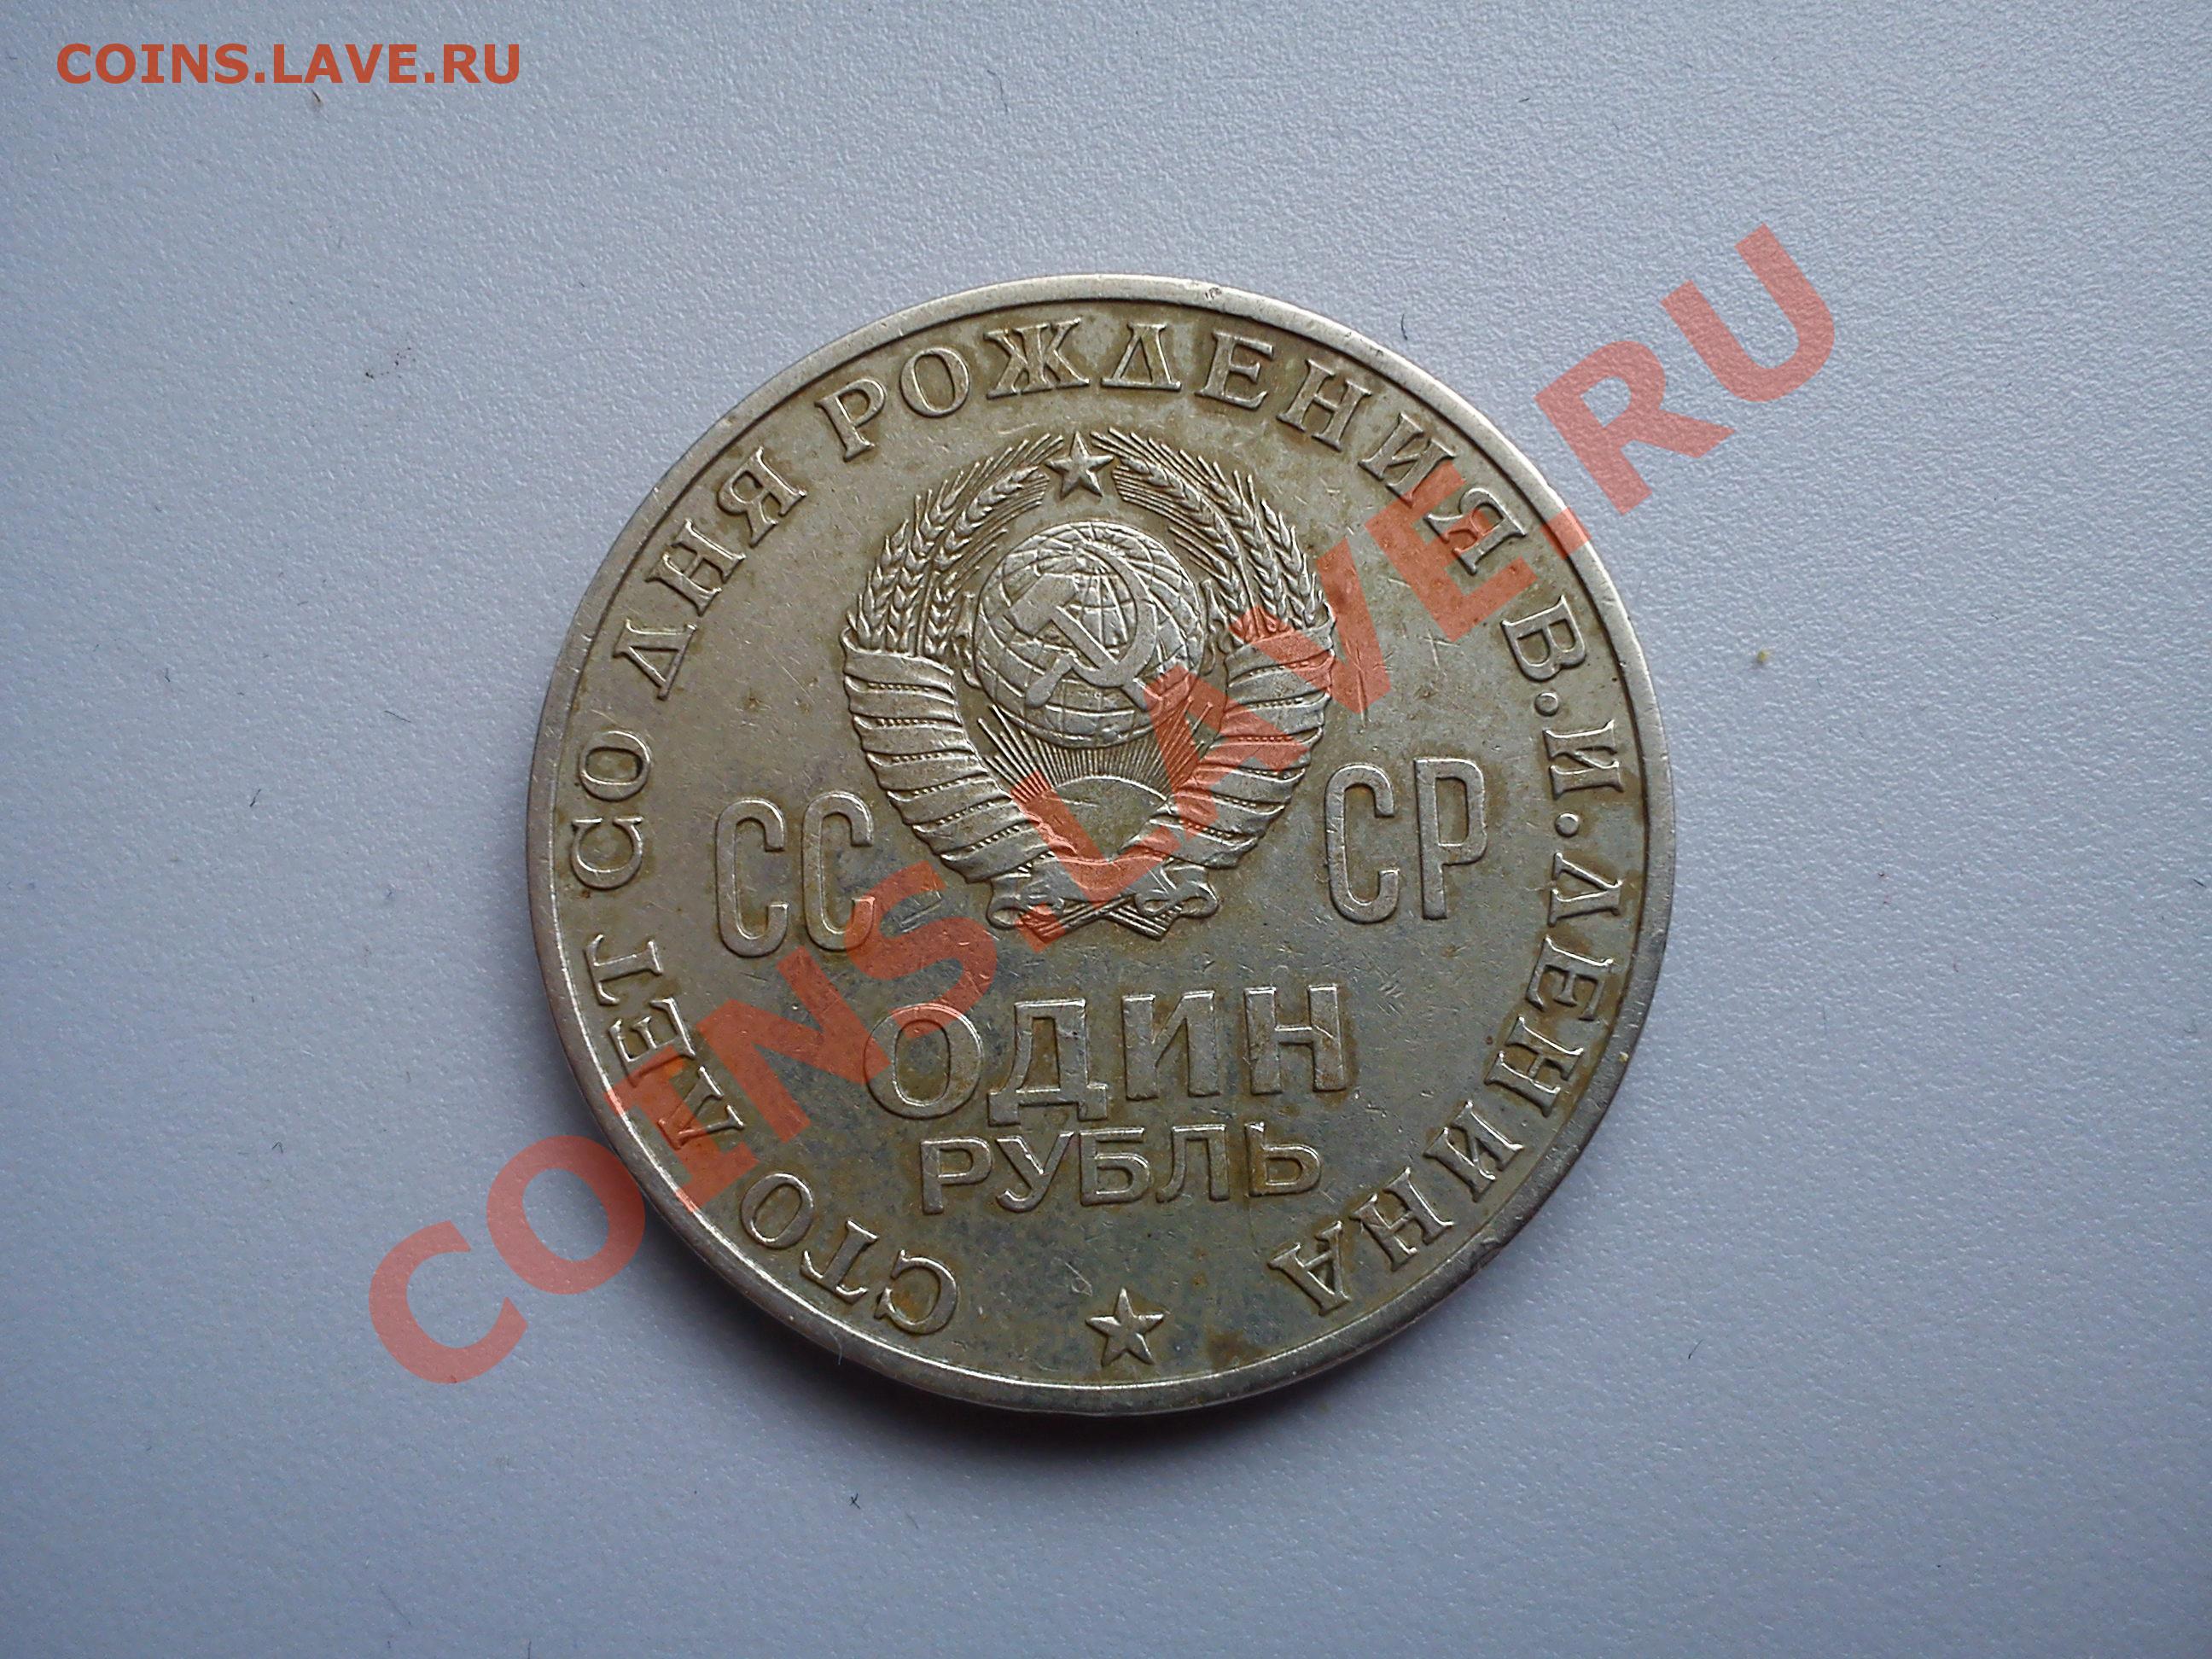 COINS.LAVE.RU
СТО ЛЕТ СО ДНЯ РОЖДЕНИЯ В.И.ЛЕНИНА
СС СР
ОДИН
РУБЛЬ
COINS.LAVE.RU